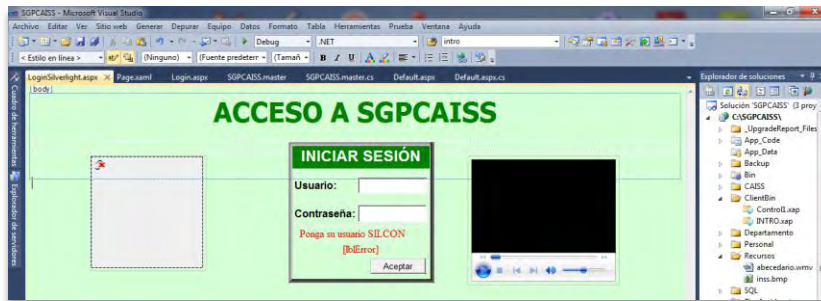 SGPCAISS - Microsoft Visual Studio
Archivo Editar Ver Sitio web Generar Depurar Equipo Datos Formato Tabla Herramientas Prueba Ventana Ayuda
Debug .NET intro
< Estilo en línea > (Ninguno) (Fuente predeterr (Tamañ B I U A
LoginSilverlight.aspx Page.xaml Login.aspx SGPCAISS.master SGPCAISS.master.cs Default.aspx Default.aspx.cs
body
Cuadro de herramientas
Explorador de servidores
ACCESO A SGPCAISS
INICIAR SESIÓN
Usuario:
Contraseña:
Ponga su usuario SILCON
[lblError]
Aceptar
Explorador de soluciones
Solución 'SGPCAISS' (3 proy
C:\SGPCAISS\
_UpgradeReport_Files
App_Code
App_Data
Backup
Bin
CAISS
ClientBin
Control1.xap
INTRO.xap
Departamento
Personal
Recursos
abecedario.wmv
inss.bmp
SQL